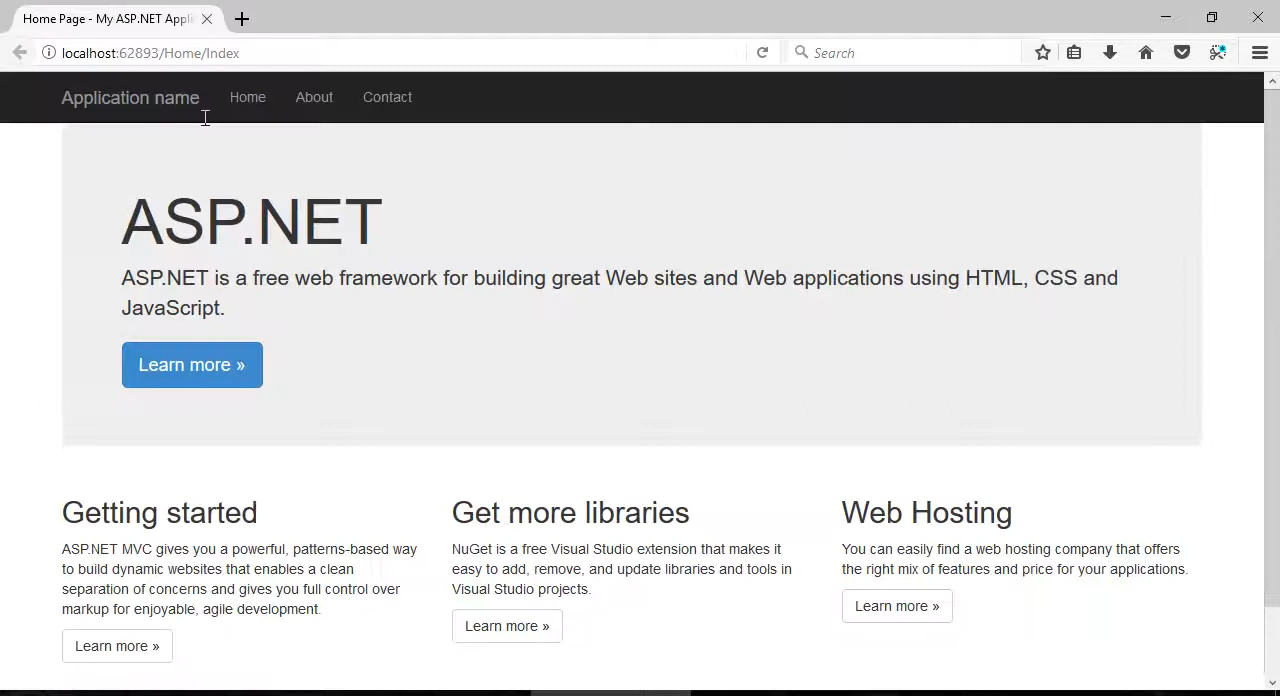 Home Page - My ASP.NET Appli
localhost:62893/Home/Index
Search
Application name
Home
About
Contact
ASP.NET
ASP.NET is a free web framework for building great Web sites and Web applications using HTML, CSS and
JavaScript.
Learn more »
Getting started
ASP.NET MVC gives you a powerful, patterns-based way
to build dynamic websites that enables a clean
separation of concerns and gives you full control over
markup for enjoyable, agile development.
Learn more »
Get more libraries
NuGet is a free Visual Studio extension that makes it
easy to add, remove, and update libraries and tools in
Visual Studio projects.
Learn more »
Web Hosting
You can easily find a web hosting company that offers
the right mix of features and price for your applications.
Learn more »